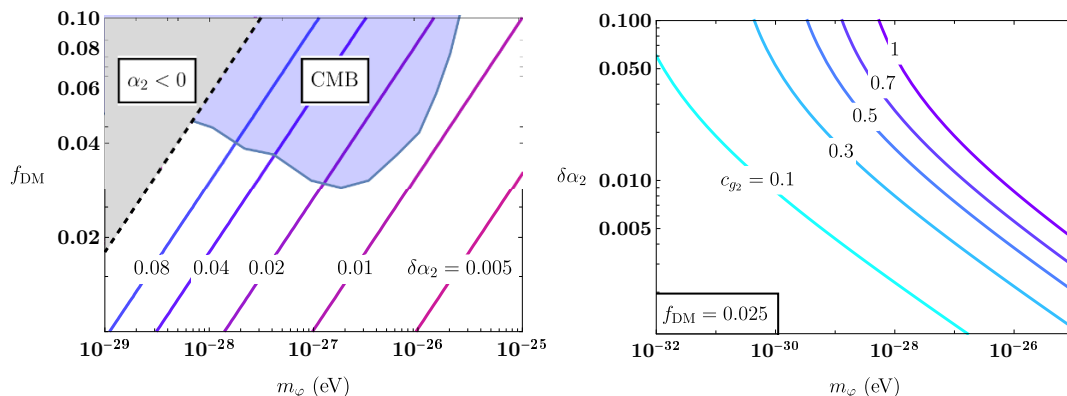 0.10
0.08
0.06
0.04
0.02
f_DM
α₂ < 0
CMB
0.08
0.04
0.02
0.01
δα₂ = 0.005
10⁻²⁹
10⁻²⁸
10⁻²⁷
10⁻²⁶
10⁻²⁵
m_φ (eV)
0.100
0.050
0.010
0.005
δα₂
1
0.7
0.5
0.3
c_g₂ = 0.1
f_DM = 0.025
10⁻³²
10⁻³⁰
10⁻²⁸
10⁻²⁶
m_φ (eV)